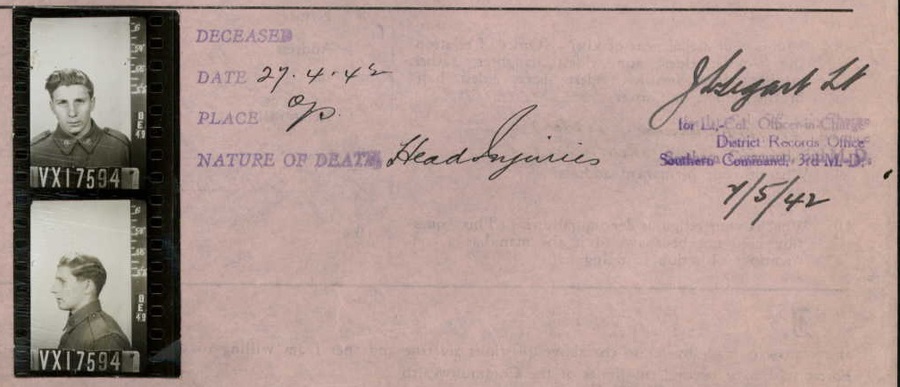 DECEASED
DATE 27.4.42
PLACE
NATURE OF DEATH Head Injuries
Lt
for Lt.-Col. Officer-in-Charge
District Records Office
Southern Command, 3rd M. D.
7/5/42
VX17594
VX17594